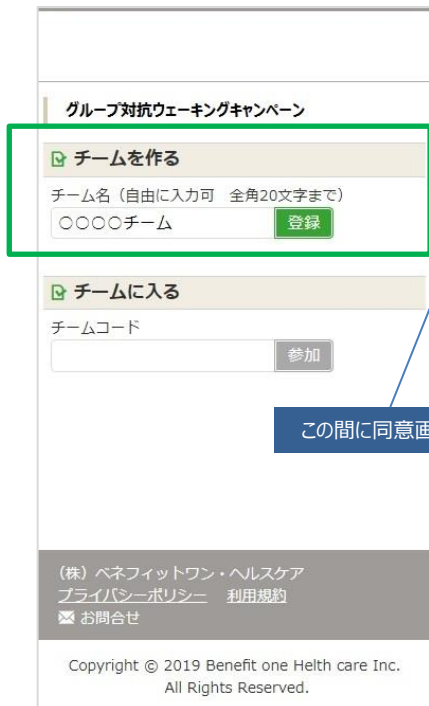 グループ対抗ウェーキングキャンペーン
チームを作る
チーム名（自由に入力可　全角20文字まで）
〇〇〇〇チーム
登録
チームに入る
チームコード
参加
この間に同意画
（株）ベネフィットワン・ヘルスケア
プライバシーポリシー　利用規約
お問合せ
Copyright © 2019 Benefit one Helth care Inc.
All Rights Reserved.